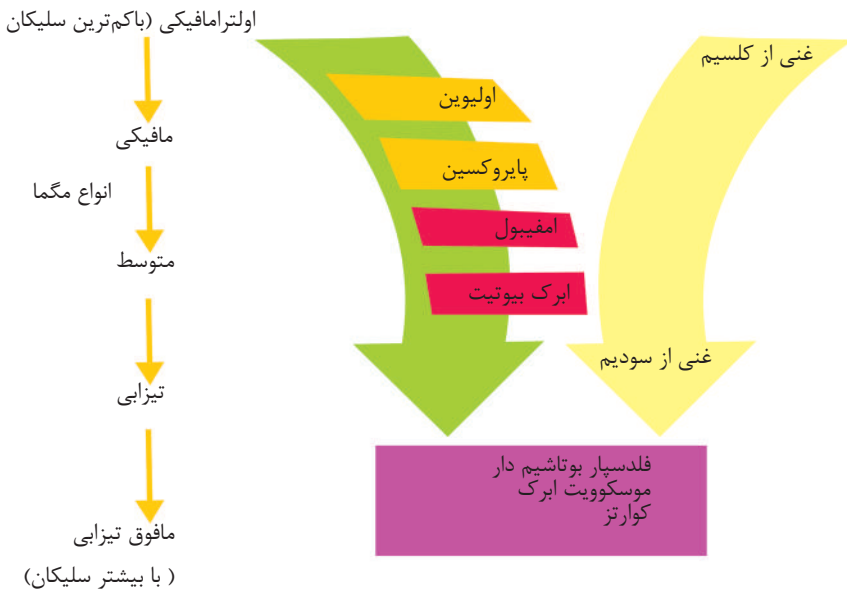 اولترامافیکی (باکم‌ترین سلیکان
مافیکی
انواع مگما
متوسط
تیزابی
مافوق تیزابی
( با بیشتر سلیکان)
غنی از کلسیم
اولیوین
پایروکسین
امفیبول
ابرک بیوتیت
غنی از سودیم
فلدسپار بوتاشیم دار
موسکوویت ابرک
کوارتز